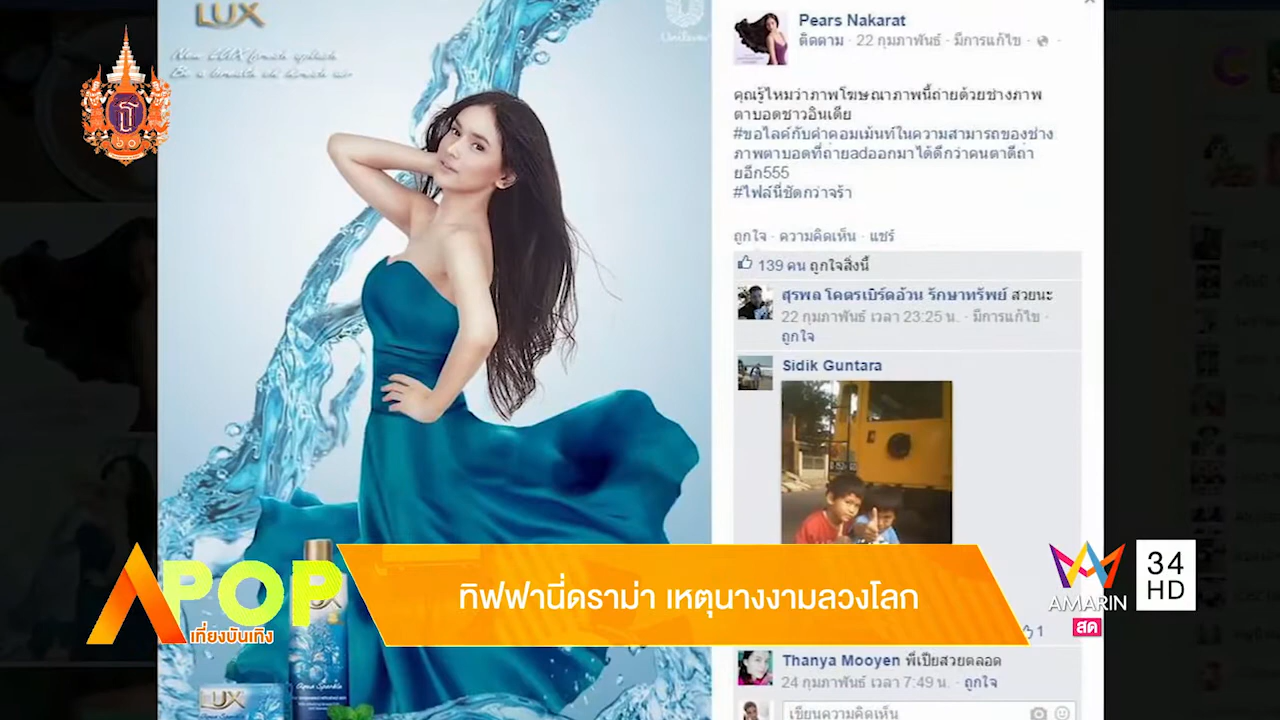 LUX
Unilever
Pears Nakarat
ติดตาม · 22 กุมภาพันธ์ · มีการแก้ไข ·
คุณรู้ไหมว่าภาพโฆษณาภาพนี้ถ่ายด้วยช่างภาพ
ตาบอดชาวอินเดีย
#ขอไลค์กับคำคอมเม้นท์ในความสามารถของช่าง
ภาพตาบอดที่ถ่ายadออกมาได้ดีกว่าคนตาดีถ่า
ยอีก555
#ไฟล์นี้ชัดกว่าจร้า
ถูกใจ · ความคิดเห็น · แชร์
139 คน ถูกใจสิ่งนี้
สุรพล โคตรเบิร์ดอ้วน รักษาทรัพย์ สวยนะ
22 กุมภาพันธ์ เวลา 23:25 น. · มีการแก้ไข ·
ถูกใจ
Sidik Guntara
APOP
เที่ยงบันเทิง
ทิฟฟานี่ดราม่า เหตุนางงามลวงโลก
AMARIN
34
HD
สด
1
Thanya Mooyen พี่เปียสวยตลอด
24 กุมภาพันธ์ เวลา 7:49 น. · ถูกใจ
เขียนความคิดเห็น
LUX
Aqua Sparkle
LUX
Aqua Sparkle